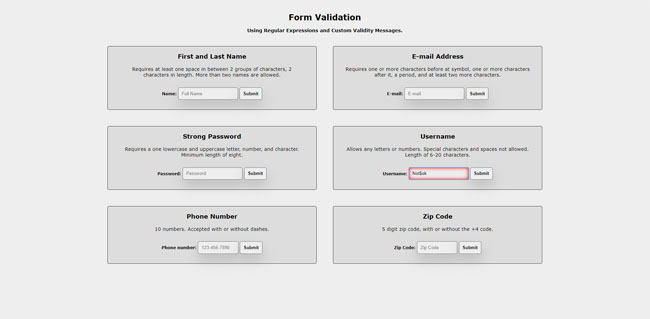 Form Validation
Using Regular Expressions and Custom Validity Messages.
First and Last Name
Requires at least one space in between 2 groups of characters, 2
characters in length. More than two names are allowed.
Name: Full Name Submit
E-mail Address
Requires one or more characters before at symbol, one or more characters
after it, a period, and at least two more characters.
E-mail: E-mail Submit
Strong Password
Requires a one lowercase and uppercase letter, number, and character.
Minimum length of eight.
Password: Password Submit
Username
Allows any letters or numbers. Special characters and spaces not allowed.
Length of 6-20 characters.
Username: Not$ok Submit
Phone Number
10 numbers. Accepted with or without dashes.
Phone number: 123-456-7890 Submit
Zip Code
5 digit zip code, with or without the +4 code.
Zip Code: Zip Code Submit